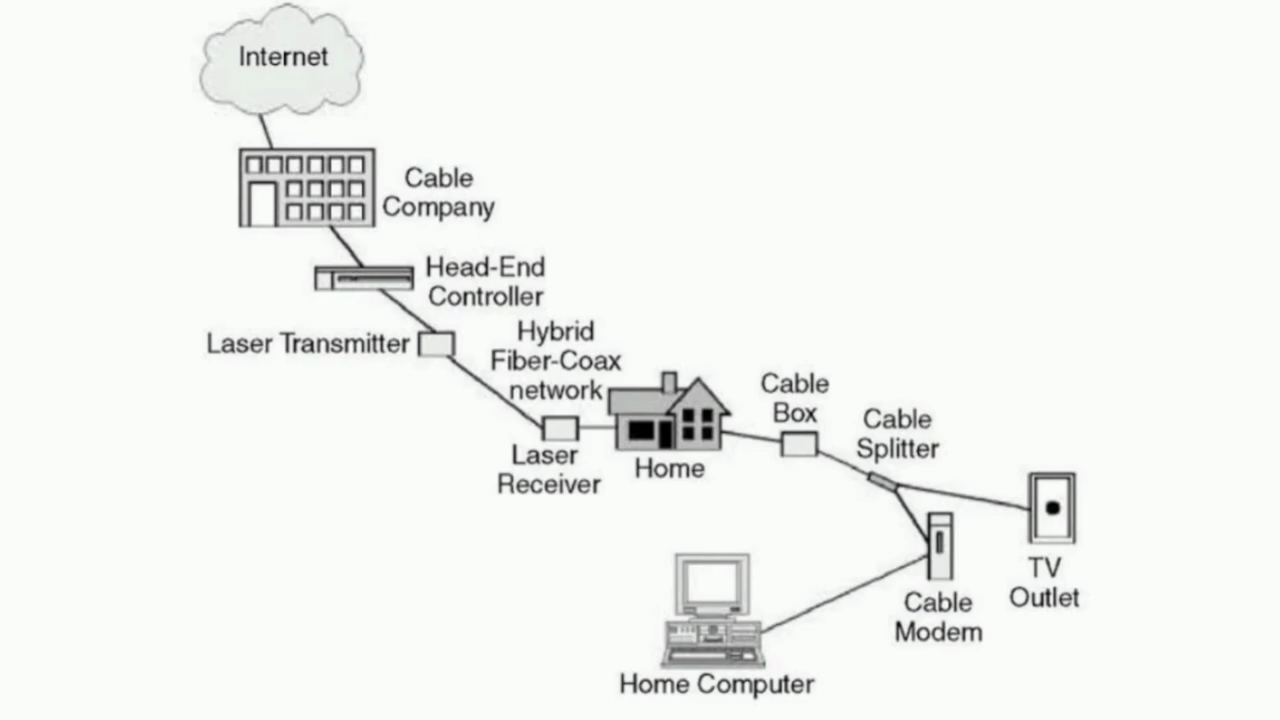 Internet
Cable
Company
Head-End
Controller
Laser Transmitter
Hybrid
Fiber-Coax
network
Laser
Receiver
Home
Cable
Box
Cable
Splitter
TV
Outlet
Cable
Modem
Home Computer